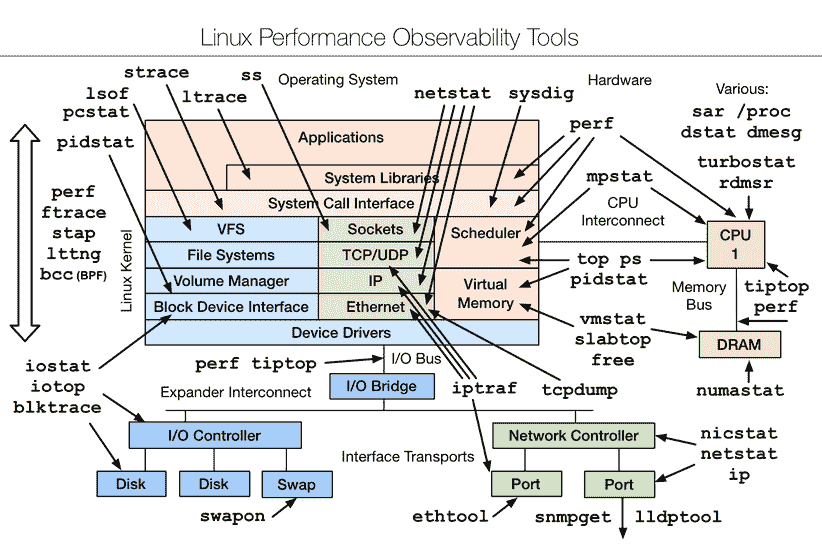 Linux Performance Observability Tools
strace
ss
Operating System
Hardware
Various:
lsof
pcstat
ltrace
netstat
sysdig
sar /proc
dstat dmesg
pidstat
Applications
perf
turbostat
rdmsr
System Libraries
mpstat
perf
ftrace
stap
lttng
bcc (BPF)
System Call Interface
CPU
Interconnect
Linux Kernel
VFS
Sockets
Scheduler
CPU
1
File Systems
TCP/UDP
top ps
pidstat
Volume Manager
IP
Virtual
Memory
Memory
Bus
tiptop
perf
Block Device Interface
Ethernet
vmstat
slabtop
free
Device Drivers
DRAM
iostat
iotop
blktrace
perf tiptop
I/O Bus
I/O Bridge
iptraf
tcpdump
numastat
Expander Interconnect
I/O Controller
Network Controller
nicstat
netstat
ip
Interface Transports
Disk
Disk
Swap
Port
Port
swapon
ethtool
snmpget
lldptool